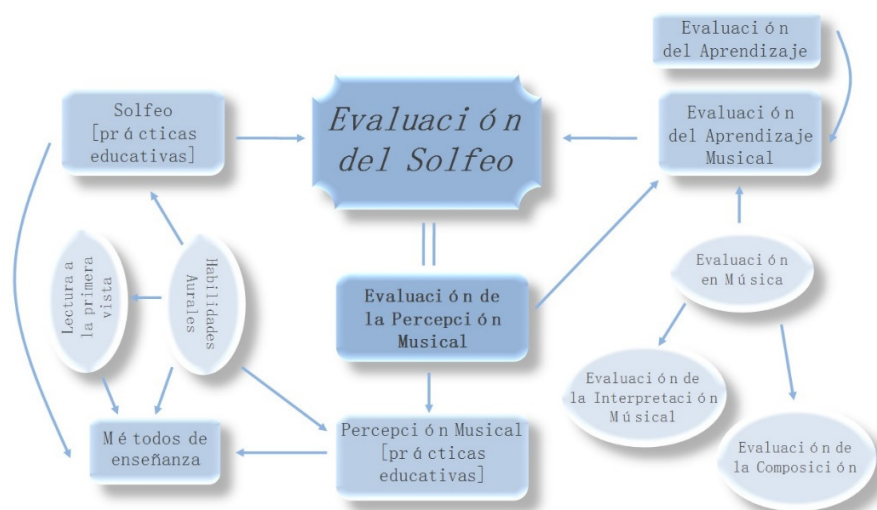 Evaluación
del Aprendizaje
Solfeo
[prácticas
educativas]
Evaluación
del Solfeo
Evaluación
del Aprendizaje
Musical
Lectura a
la primera
vista
Habilidades
Aurales
Evaluación
en Música
Evaluación de
la Percepción
Musical
Evaluación de
la Interpretación
Músical
Métodos de
enseñanza
Percepción Musical
[prácticas
educativas]
Evaluación de
la Composición